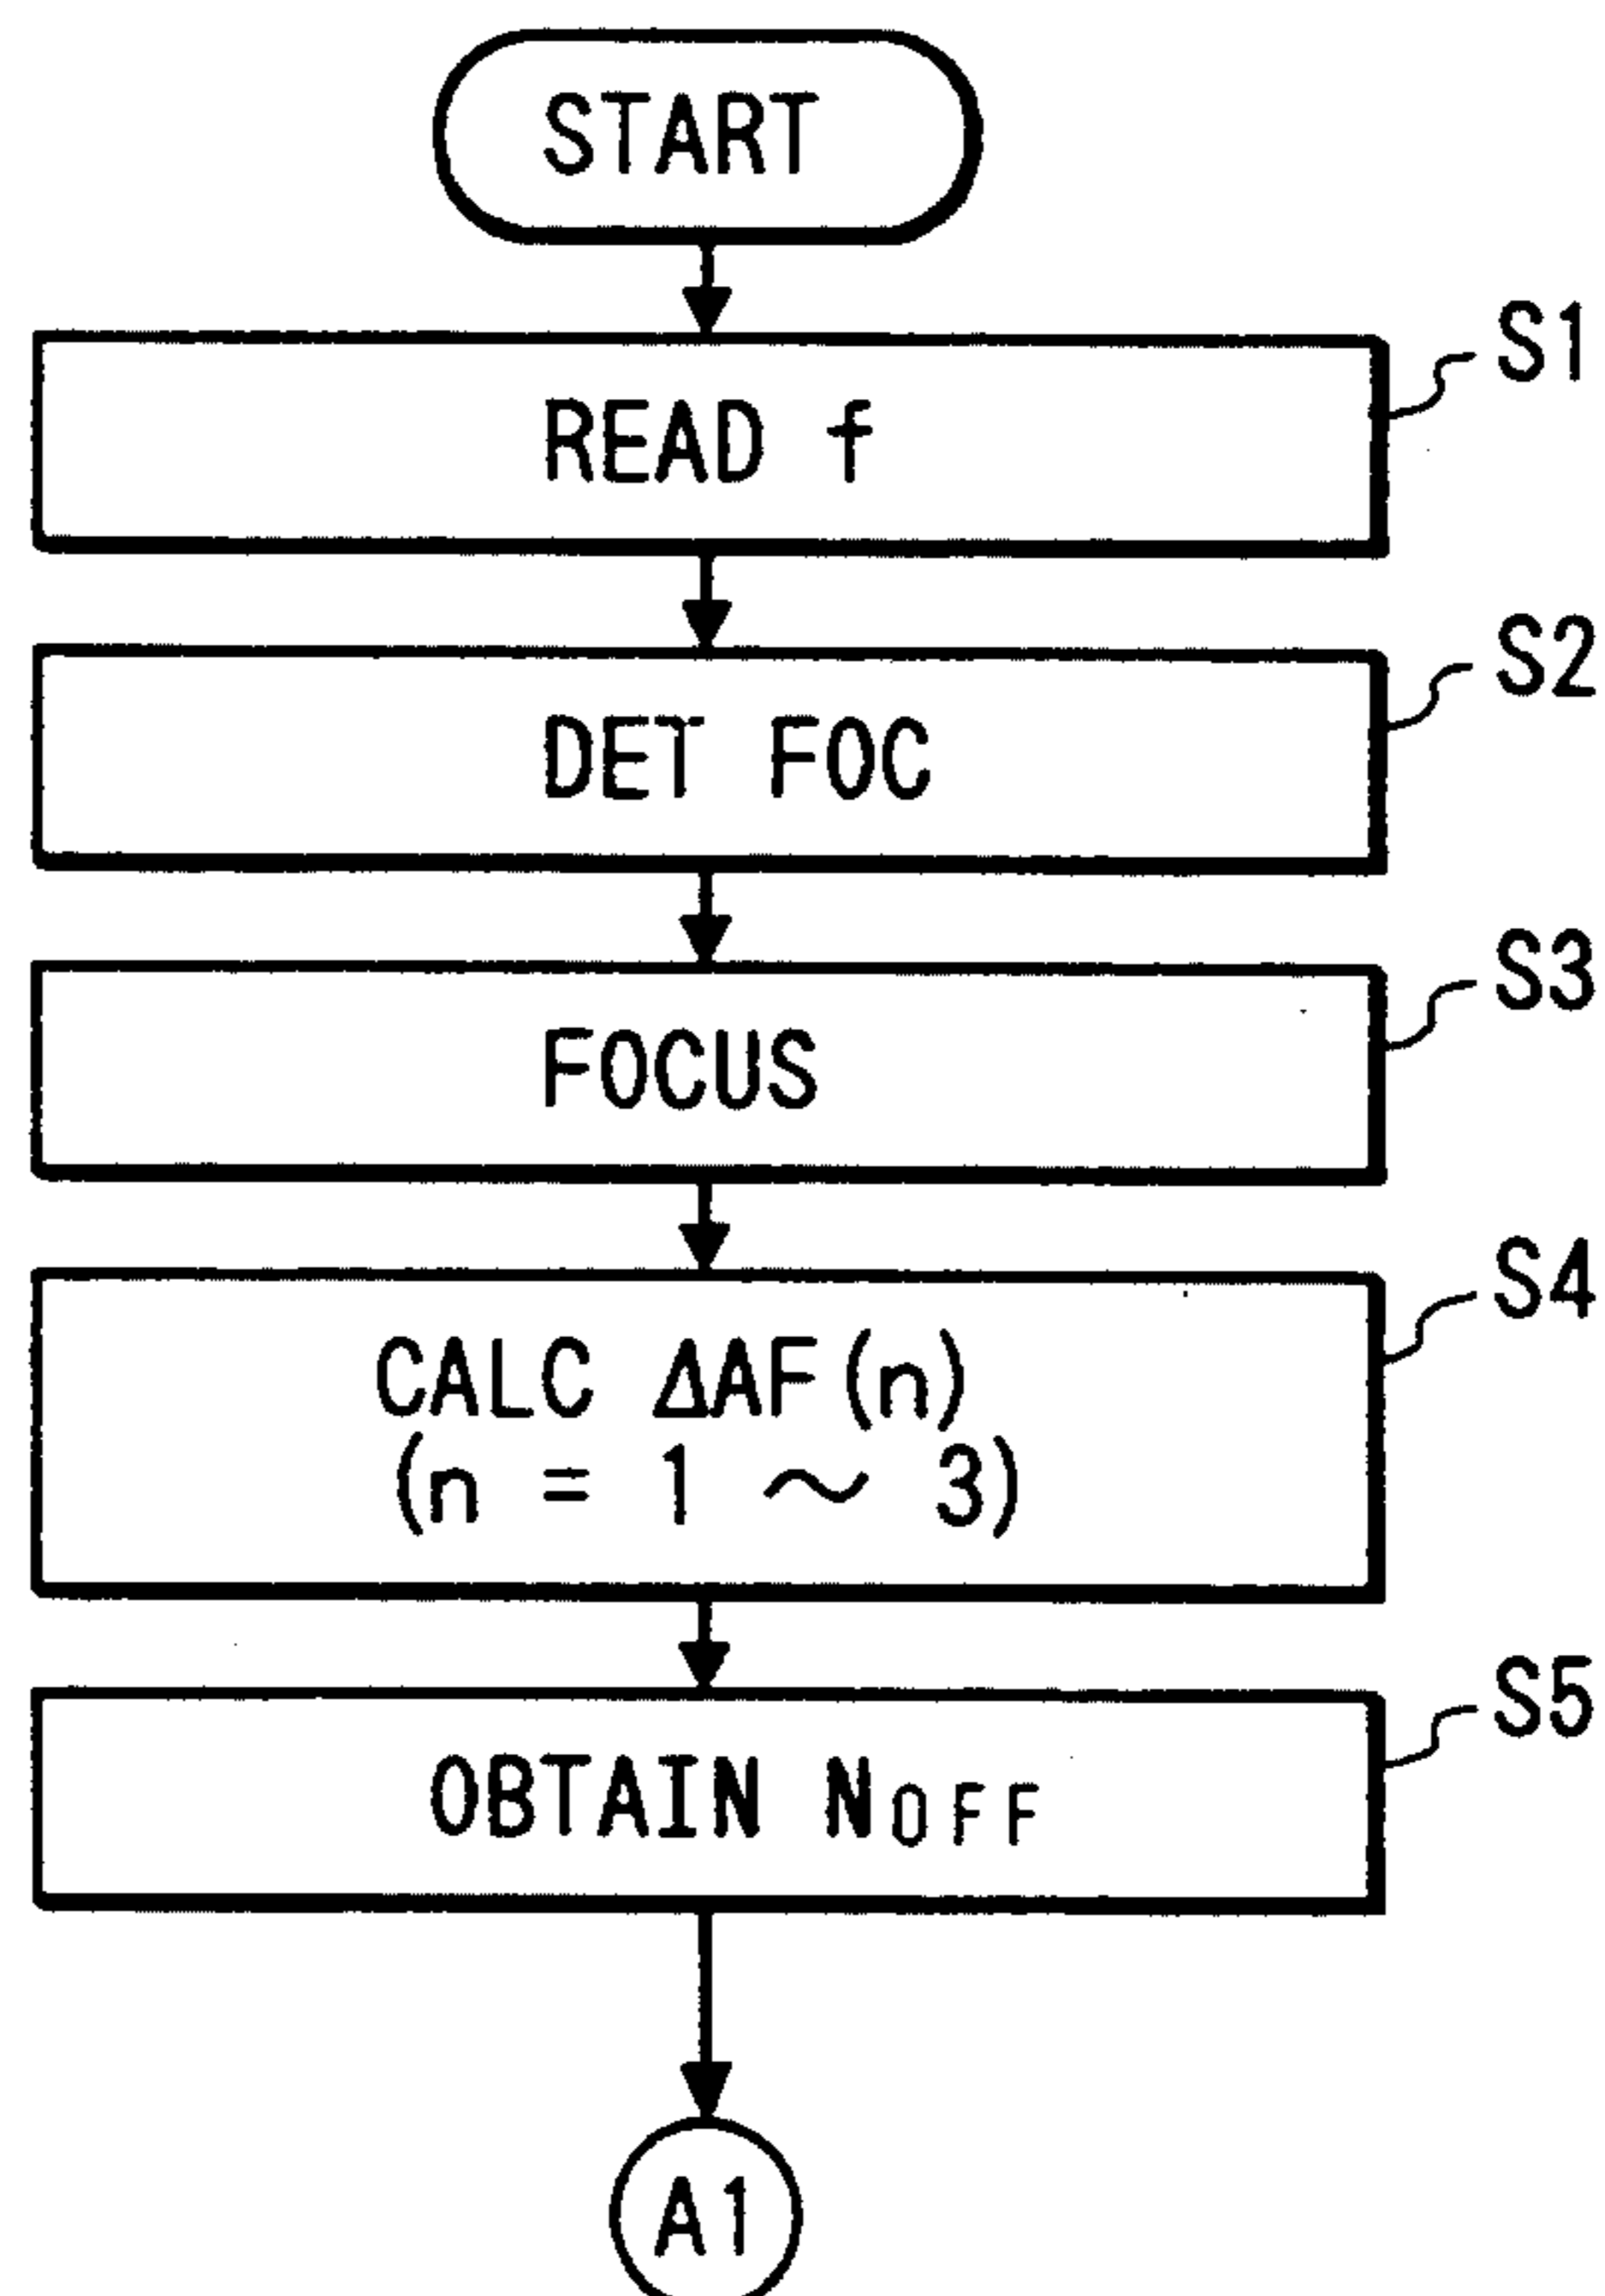 START
S1
READ f
S2
DET FOC
S3
FOCUS
S4
CALC ΔAF(n)
(n = 1 ～ 3)
S5
OBTAIN NOFF
A1